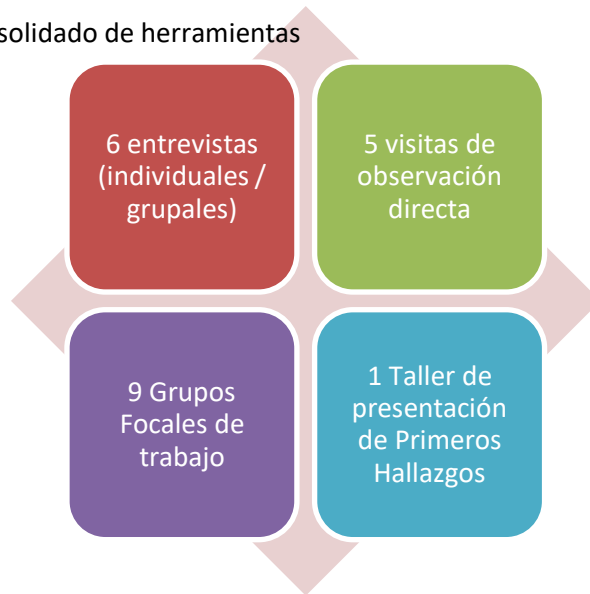 solidado de herramientas
6 entrevistas
(individuales /
grupales)
5 visitas de
observación
directa
9 Grupos
Focales de
trabajo
1 Taller de
presentación
de Primeros
Hallazgos